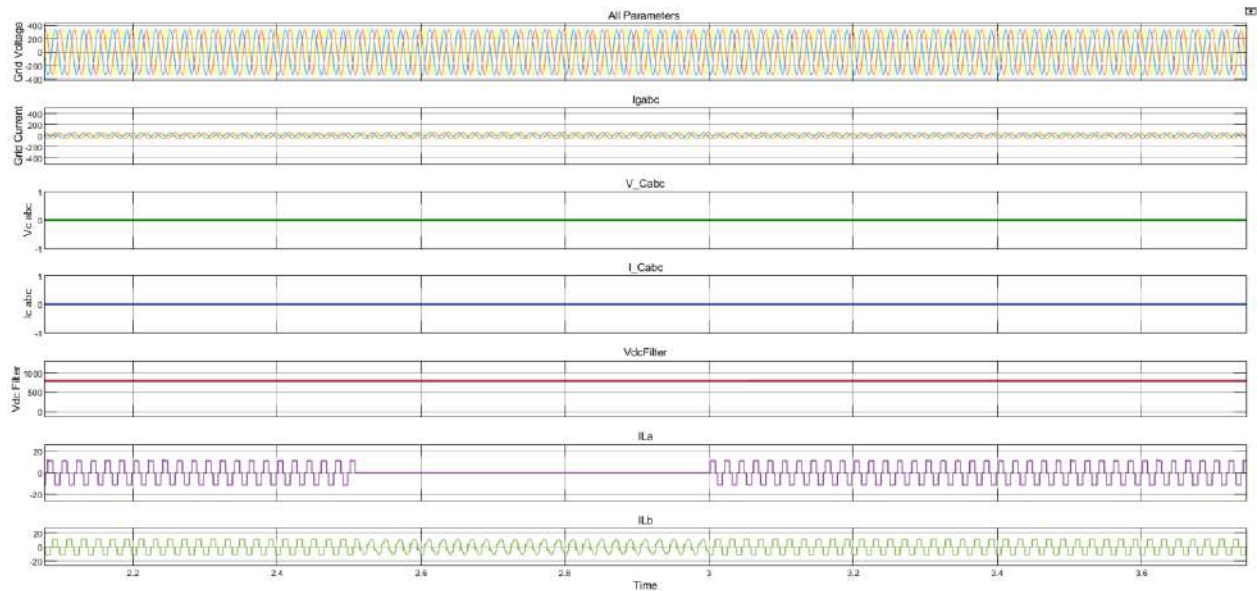 All Parameters
Grid Voltage
400
200
0
-200
-400
Igabc
Grid Current
400
200
0
-200
-400
V_Cabc
Vc abc
1
0
-1
I_Cabc
Ic abc
1
0
-1
VdcFilter
Vdc Filter
1000
500
0
ILa
20
0
-20
ILb
20
0
-20
2.2 2.4 2.6 2.8 3 3.2 3.4 3.6
Time